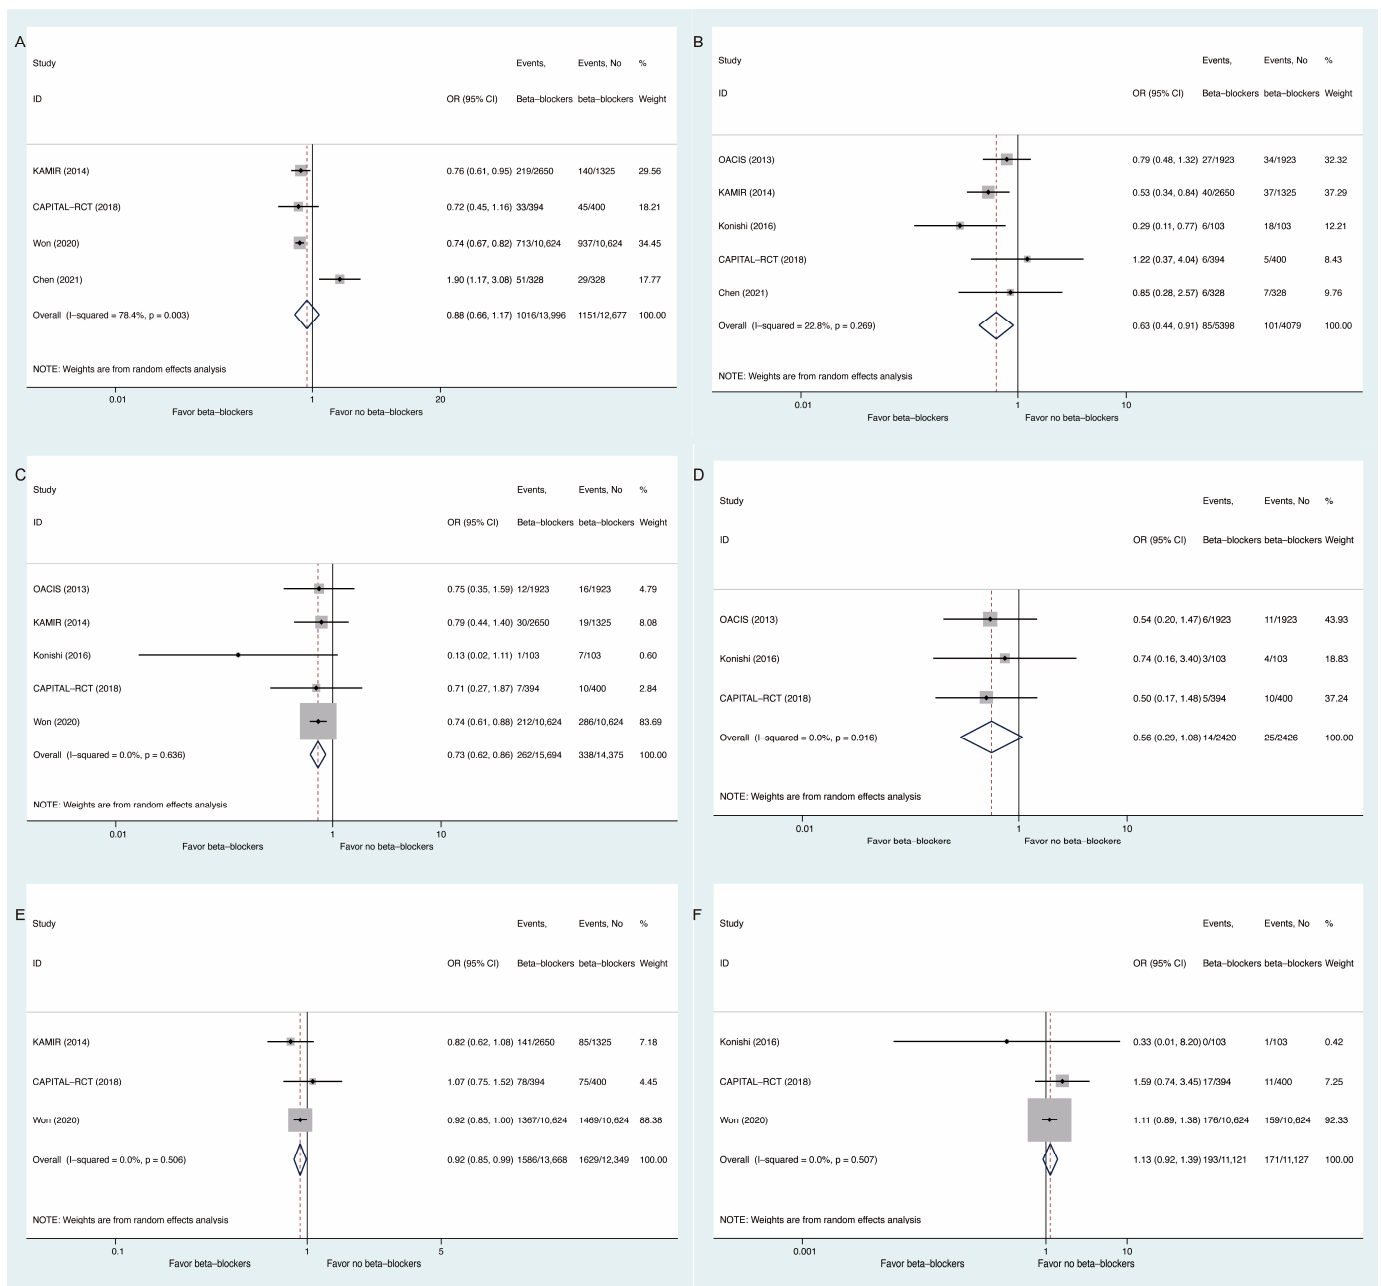 A
Study Events, Events, No %
ID OR (95% CI) Beta–blockers beta–blockers Weight
KAMIR (2014) 0.76 (0.61, 0.95) 219/2650 140/1325 29.56
CAPITAL–RCT (2018) 0.72 (0.45, 1.16) 33/394 45/400 18.21
Won (2020) 0.74 (0.67, 0.82) 713/10,624 937/10,624 34.45
Chen (2021) 1.90 (1.17, 3.08) 51/328 29/328 17.77
Overall (I–squared = 78.4%, p = 0.003) 0.88 (0.66, 1.17) 1016/13,996 1151/12,677 100.00
NOTE: Weights are from random effects analysis
0.01 1 20
Favor beta–blockers Favor no beta–blockers
B
Study Events, Events, No %
ID OR (95% CI) Beta–blockers beta–blockers Weight
OACIS (2013) 0.79 (0.48, 1.32) 27/1923 34/1923 32.32
KAMIR (2014) 0.53 (0.34, 0.84) 40/2650 37/1325 37.29
Konishi (2016) 0.29 (0.11, 0.77) 6/103 18/103 12.21
CAPITAL–RCT (2018) 1.22 (0.37, 4.04) 6/394 5/400 8.43
Chen (2021) 0.85 (0.28, 2.57) 6/328 7/328 9.76
Overall (I–squared = 22.8%, p = 0.269) 0.63 (0.44, 0.91) 85/5398 101/4079 100.00
NOTE: Weights are from random effects analysis
0.01 1 10
Favor beta–blockers Favor no beta–blockers
C
Study Events, Events, No %
ID OR (95% CI) Beta–blockers beta–blockers Weight
OACIS (2013) 0.75 (0.35, 1.59) 12/1923 16/1923 4.79
KAMIR (2014) 0.79 (0.44, 1.40) 30/2650 19/1325 8.08
Konishi (2016) 0.13 (0.02, 1.11) 1/103 7/103 0.60
CAPITAL–RCT (2018) 0.71 (0.27, 1.87) 7/394 10/400 2.84
Won (2020) 0.74 (0.61, 0.88) 212/10,624 286/10,624 83.69
Overall (I–squared = 0.0%, p = 0.636) 0.73 (0.62, 0.86) 262/15,694 338/14,375 100.00
NOTE: Weights are from random effects analysis
0.01 1 10
Favor beta–blockers Favor no beta–blockers
D
Study Events, Events, No %
ID OR (95% CI) Beta–blockers beta–blockers Weight
OACIS (2013) 0.54 (0.20, 1.47) 6/1923 11/1923 43.93
Konishi (2016) 0.74 (0.16, 3.40) 3/103 4/103 18.83
CAPITAL–RCT (2018) 0.50 (0.17, 1.48) 5/394 10/400 37.24
Overall (I–squared = 0.0%, p = 0.916) 0.56 (0.29, 1.08) 14/2420 25/2426 100.00
NOTE: Weights are from random effects analysis
0.01 1 10
Favor beta–blockers Favor no beta–blockers
E
Study Events, Events, No %
ID OR (95% CI) Beta–blockers beta–blockers Weight
KAMIR (2014) 0.82 (0.62, 1.08) 141/2650 85/1325 7.18
CAPITAL–RCT (2018) 1.07 (0.75, 1.52) 78/394 75/400 4.45
Won (2020) 0.92 (0.85, 1.00) 1367/10,624 1469/10,624 88.38
Overall (I–squared = 0.0%, p = 0.506) 0.92 (0.85, 0.99) 1586/13,668 1629/12,349 100.00
NOTE: Weights are from random effects analysis
0.1 1 5
Favor beta–blockers Favor no beta–blockers
F
Study Events, Events, No %
ID OR (95% CI) Beta–blockers beta–blockers Weight
Konishi (2016) 0.33 (0.01, 8.20) 0/103 1/103 0.42
CAPITAL–RCT (2018) 1.59 (0.74, 3.45) 17/394 11/400 7.25
Won (2020) 1.11 (0.89, 1.38) 176/10,624 159/10,624 92.33
Overall (I–squared = 0.0%, p = 0.507) 1.13 (0.92, 1.39) 193/11,121 171/11,127 100.00
NOTE: Weights are from random effects analysis
0.001 1 10
Favor beta–blockers Favor no beta–blockers